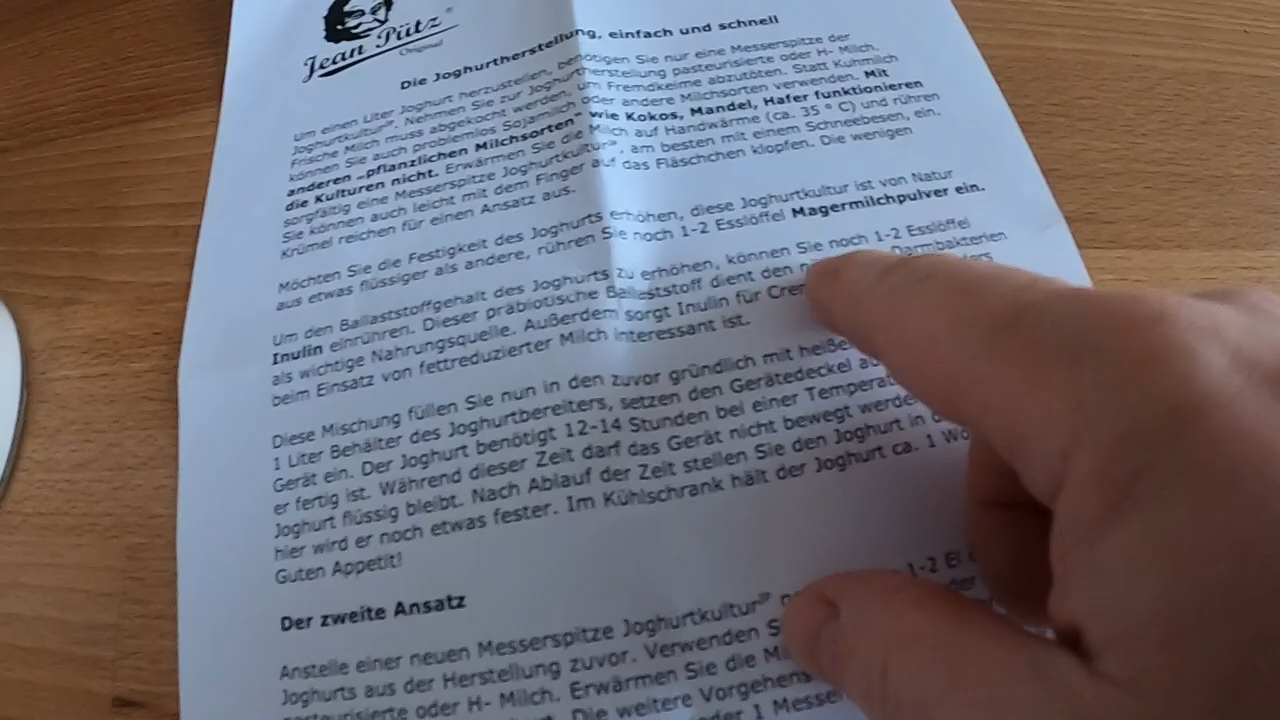 Jean Pütz®
Original
Die Joghurtherstellung, einfach und schnell
Um einen Liter Joghurt herzustellen, benötigen Sie nur eine Messerspitze der
Joghurtkultur®. Nehmen Sie zur Joghurtherstellung pasteurisierte oder H- Milch.
Frische Milch muss abgekocht werden, um Fremdkeime abzutöten. Statt Kuhmilch
können Sie auch problemlos Sojamilch oder andere Milchsorten verwenden. Mit
anderen „pflanzlichen Milchsorten" wie Kokos, Mandel, Hafer funktionieren
die Kulturen nicht. Erwärmen Sie die Milch auf Handwärme (ca. 35 ° C) und rühren
sorgfältig eine Messerspitze Joghurtkultur®, am besten mit einem Schneebesen, ein.
Sie können auch leicht mit dem Finger auf das Fläschchen klopfen. Die wenigen
Krümel reichen für einen Ansatz aus.
Möchten Sie die Festigkeit des Joghurts erhöhen, diese Joghurtkultur ist von Natur
aus etwas flüssiger als andere, rühren Sie noch 1-2 Esslöffel Magermilchpulver ein.
Um den Ballaststoffgehalt des Joghurts zu erhöhen, können Sie noch 1-2 Esslöffel
Inulin einrühren. Dieser präbiotische Ballaststoff dient den Darmbakterien
als wichtige Nahrungsquelle. Außerdem sorgt Inulin für
beim Einsatz von fettreduzierter Milch interessant ist.
Diese Mischung füllen Sie nun in den zuvor gründlich mit
1 Liter Behälter des Joghurtbereiters, setzen den Gerätedeckel
Gerät ein. Der Joghurt benötigt 12-14 Stunden bei einer
er fertig ist. Während dieser Zeit darf das Gerät nicht bewegt
Joghurt flüssig bleibt. Nach Ablauf der Zeit stellen Sie den Joghurt in
hier wird er noch etwas fester. Im Kühlschrank hält der Joghurt ca. 1
Guten Appetit!
Der zweite Ansatz
Anstelle einer neuen Messerspitze Joghurtkultur® 1-2
Joghurts aus der Herstellung zuvor. Verwenden
pasteurisierte oder H- Milch. Erwärmen Sie die
Die weitere
oder 1